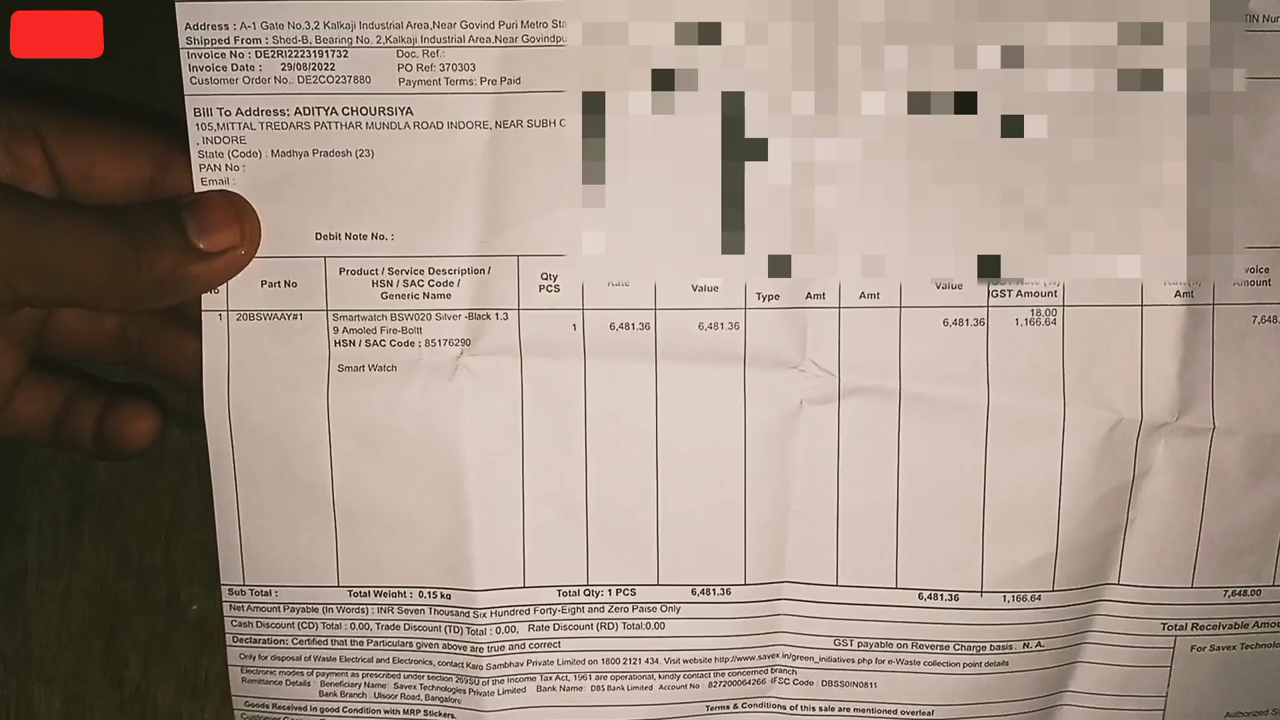 Address : A-1 Gate No.3,2 Kalkaji Industrial Area,Near Govind Puri Metro
Shipped From : Shed-B, Bearing No. 2,Kalkaji Industrial Area,Near
Invoice No : DE2RI2223191732 Doc. Ref.:
Invoice Date : 29/08/2022 PO Ref: 370303
Customer Order No.: DE2CO237880 Payment Terms: Pre Paid
Bill To Address: ADITYA CHOURSIYA
105,MITTAL TREDARS PATTHAR MUNDLA ROAD INDORE, NEAR SUBH
, INDORE
State (Code) : Madhya Pradesh (23)
PAN No :
Email :
Debit Note No. :
No Part No Product / Service Description / HSN / SAC Code / Generic Name Qty PCS Rate Value Type Amt Amt Value GST Amount Amt Amount
1 20BSWAAY#1 Smartwatch BSW020 Silver -Black 1.3
9 Amoled Fire-Boltt 1 6,481.36 6,481.36 6,481.36 18.00 1,166.64 7,648.
HSN / SAC Code : 85176290
Smart Watch
Sub Total : Total Weight : 0.15 kg Total Qty: 1 PCS 6,481.36 6,481.36 1,166.64 7,648.00
Net Amount Payable (In Words) : INR Seven Thousand Six Hundred Forty-Eight and Zero Paise Only
Cash Discount (CD) Total : 0.00, Trade Discount (TD) Total : 0.00, Rate Discount (RD) Total:0.00
Total Receivable
Declaration: Certified that the Particulars given above are true and correct GST payable on Reverse Charge basis. N. A.
For Savex
Only for disposal of Waste Electrical and Electronics, contact Karo Sambhav Private Limited on 1800 2121 434. Visit website http://www.savex.in/green_initiatives.php for e-Waste collection point details
Electronic modes of payment as prescribed under section 269SU of the Income Tax Act, 1961 are operational, kindly contact the concerned branch
Remittance Details : Beneficiary Name: Savex Technologies Private Limited Bank Name: DBS Bank Limited Account No : 827200064266 IFSC Code : DBSS0IN0811
Bank Branch : Ulsoor Road, Bangalore
Goods Received in good Condition with MRP Stickers. Terms & Conditions of this sale are mentioned overleaf